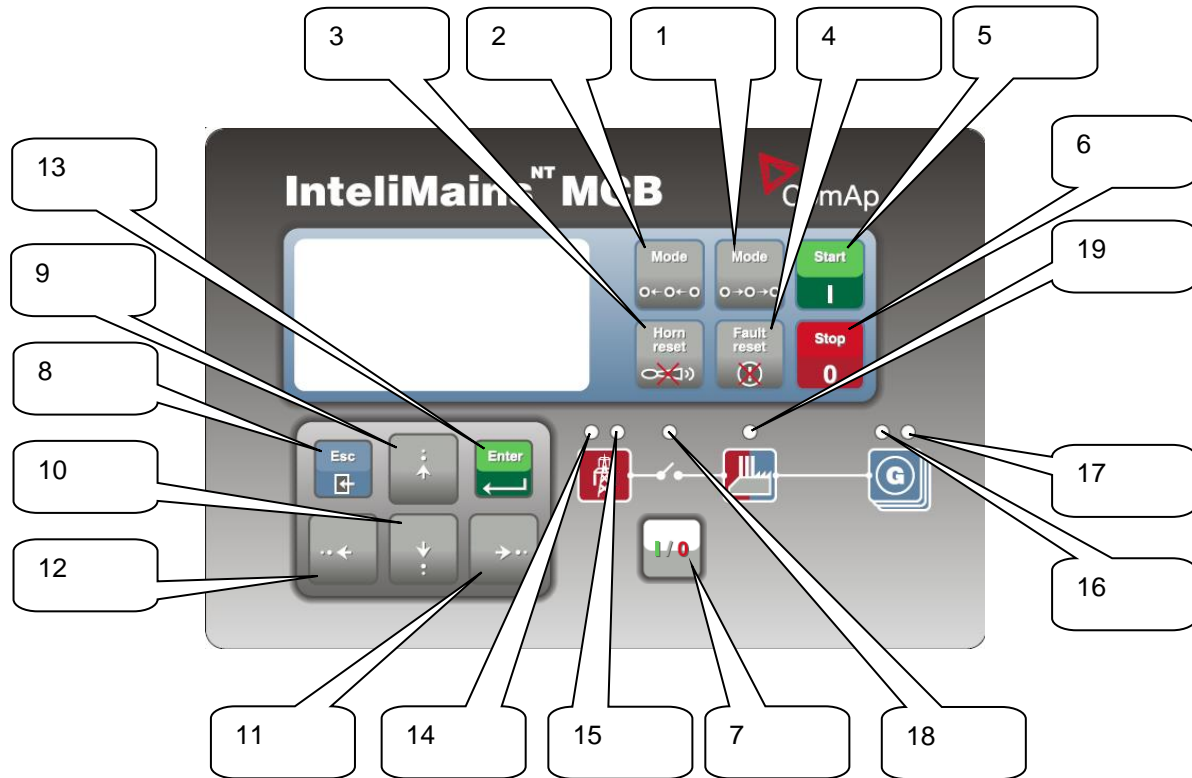 3
2
1
4
5
13
6
InteliMains NT MCB
ComAp
9
19
Mode
Mode
Start
I
Horn
reset
Fault
reset
Stop
0
8
Esc
Enter
10
G
17
12
I / 0
16
11
14
15
7
18